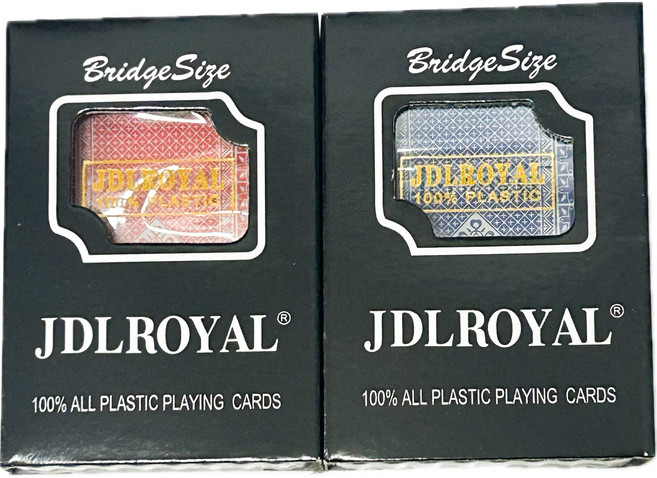 BridgeSize
JDLROYAL
100% PLASTIC
JDLROYAL®
100% ALL PLASTIC PLAYING CARDS
BridgeSize
JDLROYAL
100% PLASTIC
JDLROYAL®
100% ALL PLASTIC PLAYING CARDS